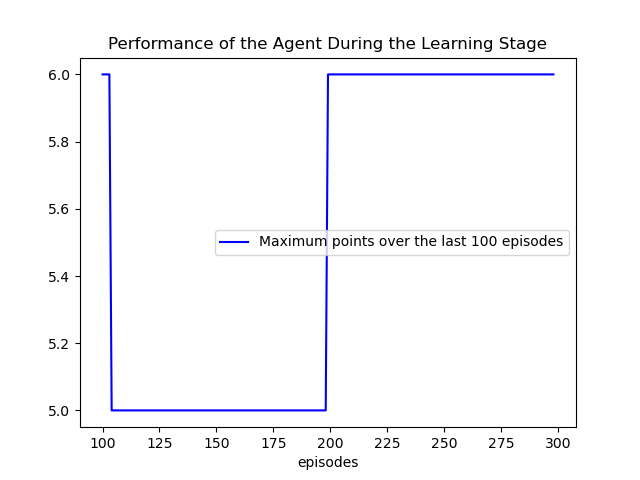 Performance of the Agent During the Learning Stage
6.0
5.8
5.6
5.4
5.2
5.0
Maximum points over the last 100 episodes
100 125 150 175 200 225 250 275 300
episodes